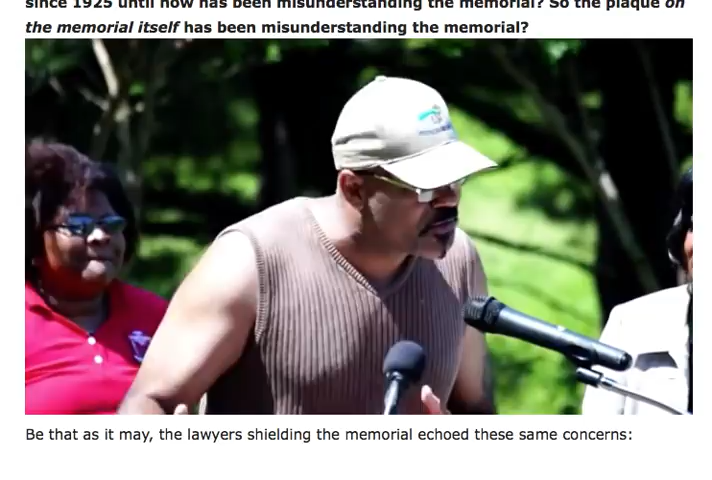 since 1925 until now has been misunderstanding the memorial? So the plaque on
the memorial itself has been misunderstanding the memorial?
Be that as it may, the lawyers shielding the memorial echoed these same concerns: